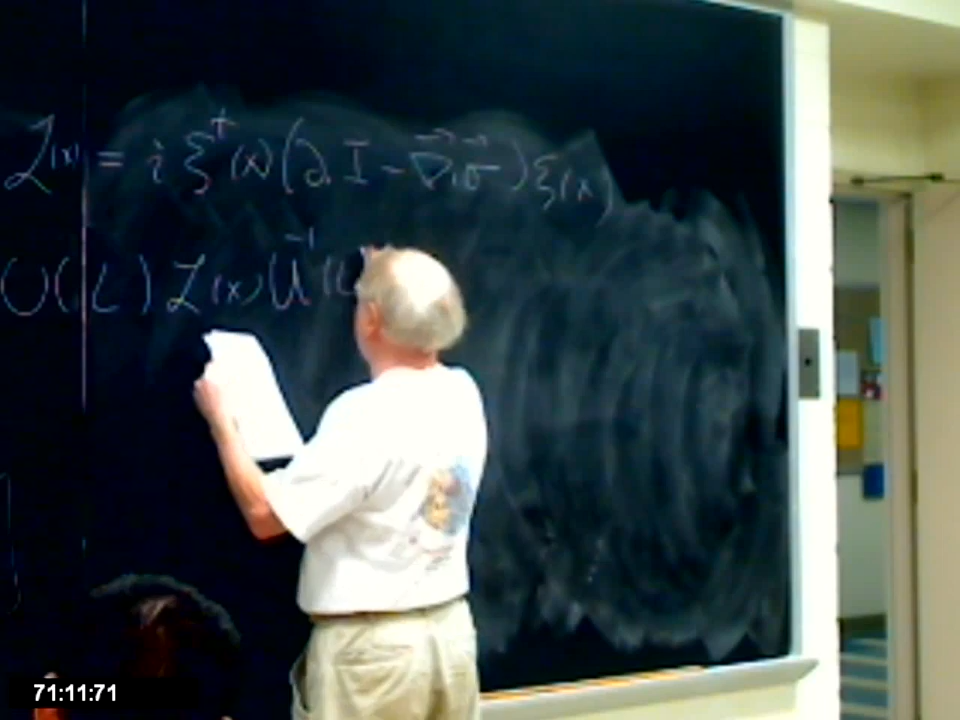 ℒ(x) = i ξ†(x)(∂, I - ∇⃗·σ⃗)ξ(x)
U(L) ℒ(x) U⁻¹(L
71:11:71